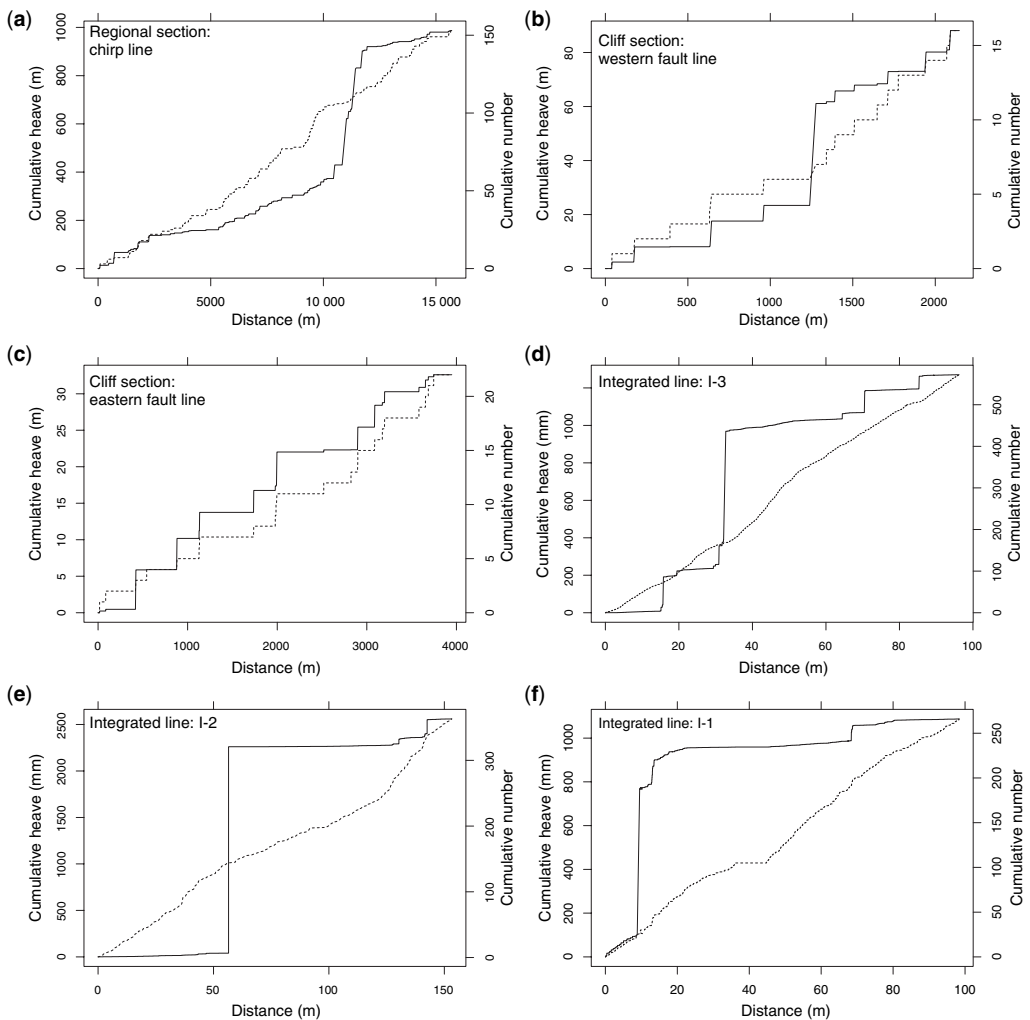 (a)
Regional section:
chirp line
Cumulative heave (m)
0 200 400 600 800 1000
Cumulative number
0 50 100 150
0 5000 10 000 15 000
Distance (m)
(b)
Cliff section:
western fault line
Cumulative heave (m)
0 20 40 60 80
Cumulative number
0 5 10 15
0 500 1000 1500 2000
Distance (m)
(c)
Cliff section:
eastern fault line
Cumulative heave (m)
0 5 10 15 20 25 30
Cumulative number
0 5 10 15 20
0 1000 2000 3000 4000
Distance (m)
(d)
Integrated line: I-3
Cumulative heave (mm)
0 200 400 600 800 1000
Cumulative number
0 100 200 300 400 500
0 20 40 60 80 100
Distance (m)
(e)
Integrated line: I-2
Cumulative heave (mm)
0 500 1000 1500 2000 2500
Cumulative number
0 100 200 300
0 50 100 150
Distance (m)
(f)
Integrated line: I-1
Cumulative heave (mm)
0 200 400 600 800 1000
Cumulative number
0 50 100 150 200 250
0 20 40 60 80 100
Distance (m)